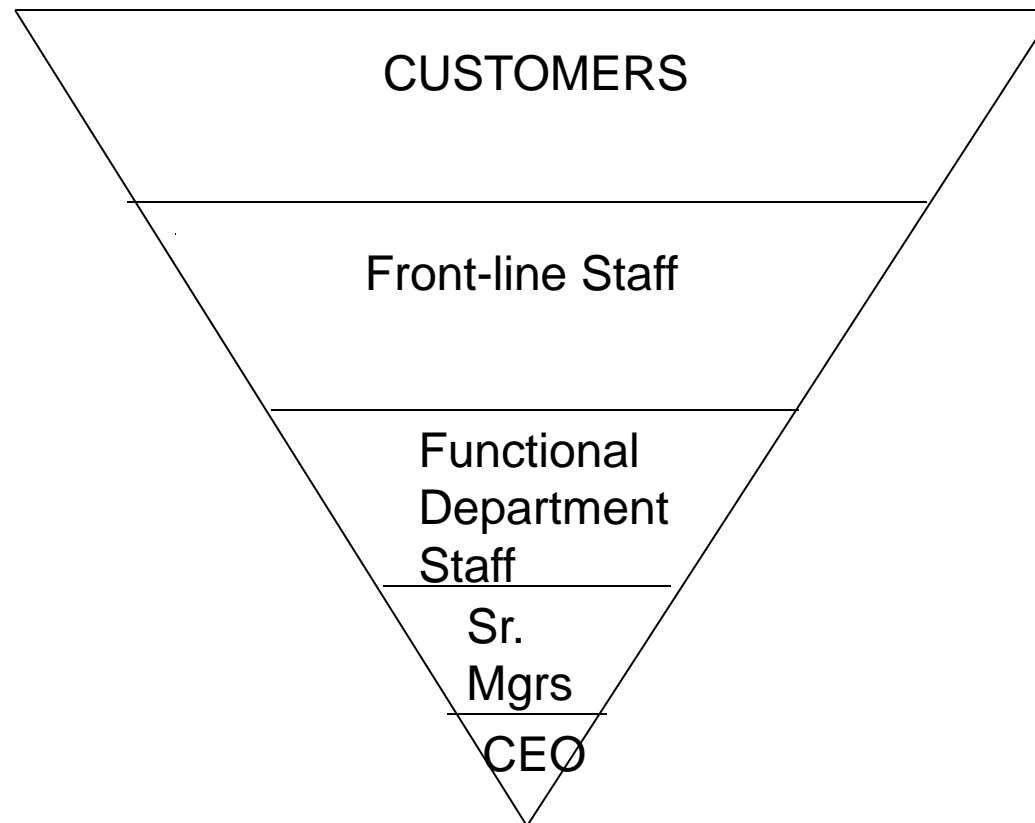 CUSTOMERS
Front-line Staff
Functional
Department
Staff
Sr.
Mgrs
CEO